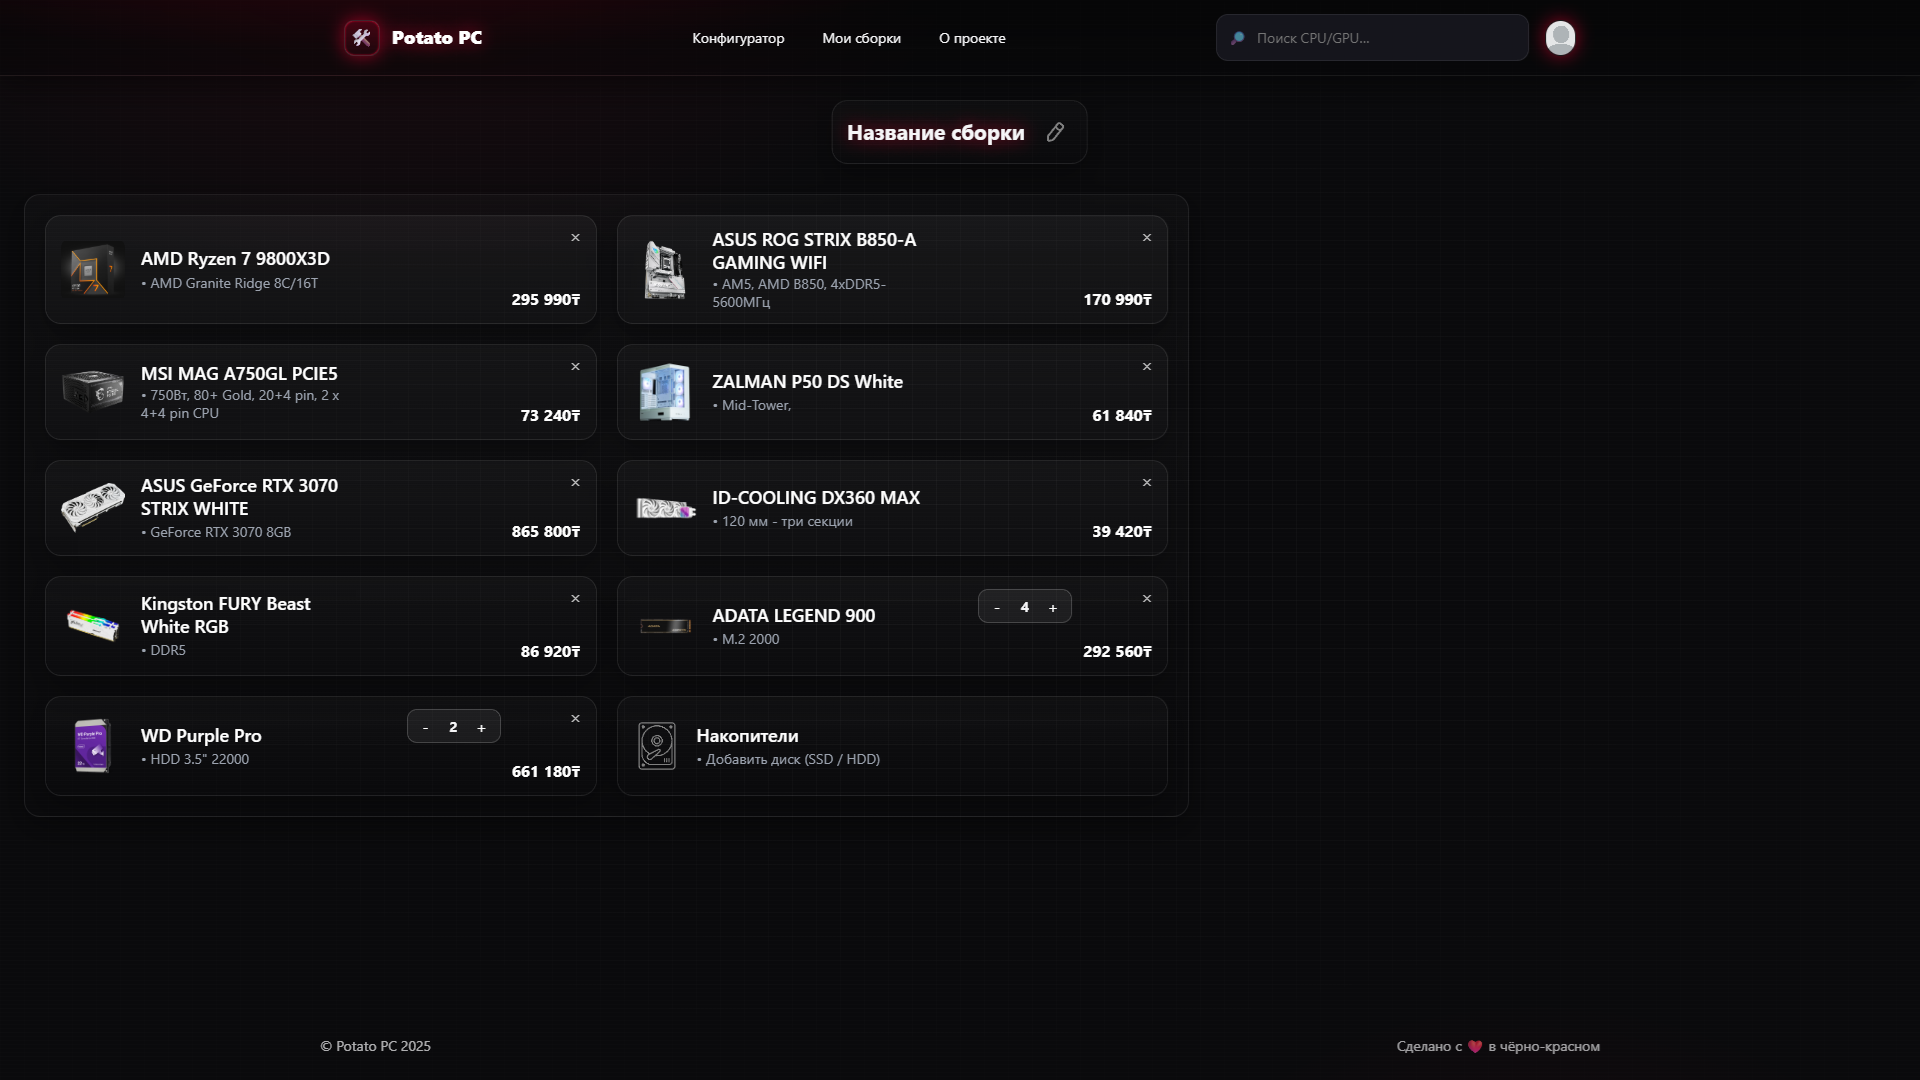 Potato PC
Конфигуратор
Мои сборки
О проекте
Поиск CPU/GPU...
Название сборки
AMD Ryzen 7 9800X3D
• AMD Granite Ridge 8C/16T
×
295 990₸
ASUS ROG STRIX B850-A
GAMING WIFI
• AM5, AMD B850, 4xDDR5-
5600МГц
×
170 990₸
MSI MAG A750GL PCIE5
• 750Вт, 80+ Gold, 20+4 pin, 2 x
4+4 pin CPU
×
73 240₸
ZALMAN P50 DS White
• Mid-Tower,
×
61 840₸
ASUS GeForce RTX 3070
STRIX WHITE
• GeForce RTX 3070 8GB
×
865 800₸
ID-COOLING DX360 MAX
• 120 мм - три секции
×
39 420₸
Kingston FURY Beast
White RGB
• DDR5
×
86 920₸
ADATA LEGEND 900
• M.2 2000
- 4 +
×
292 560₸
WD Purple Pro
• HDD 3.5" 22000
- 2 +
×
661 180₸
Накопители
• Добавить диск (SSD / HDD)
© Potato PC 2025
Сделано с ❤ в чёрно-красном